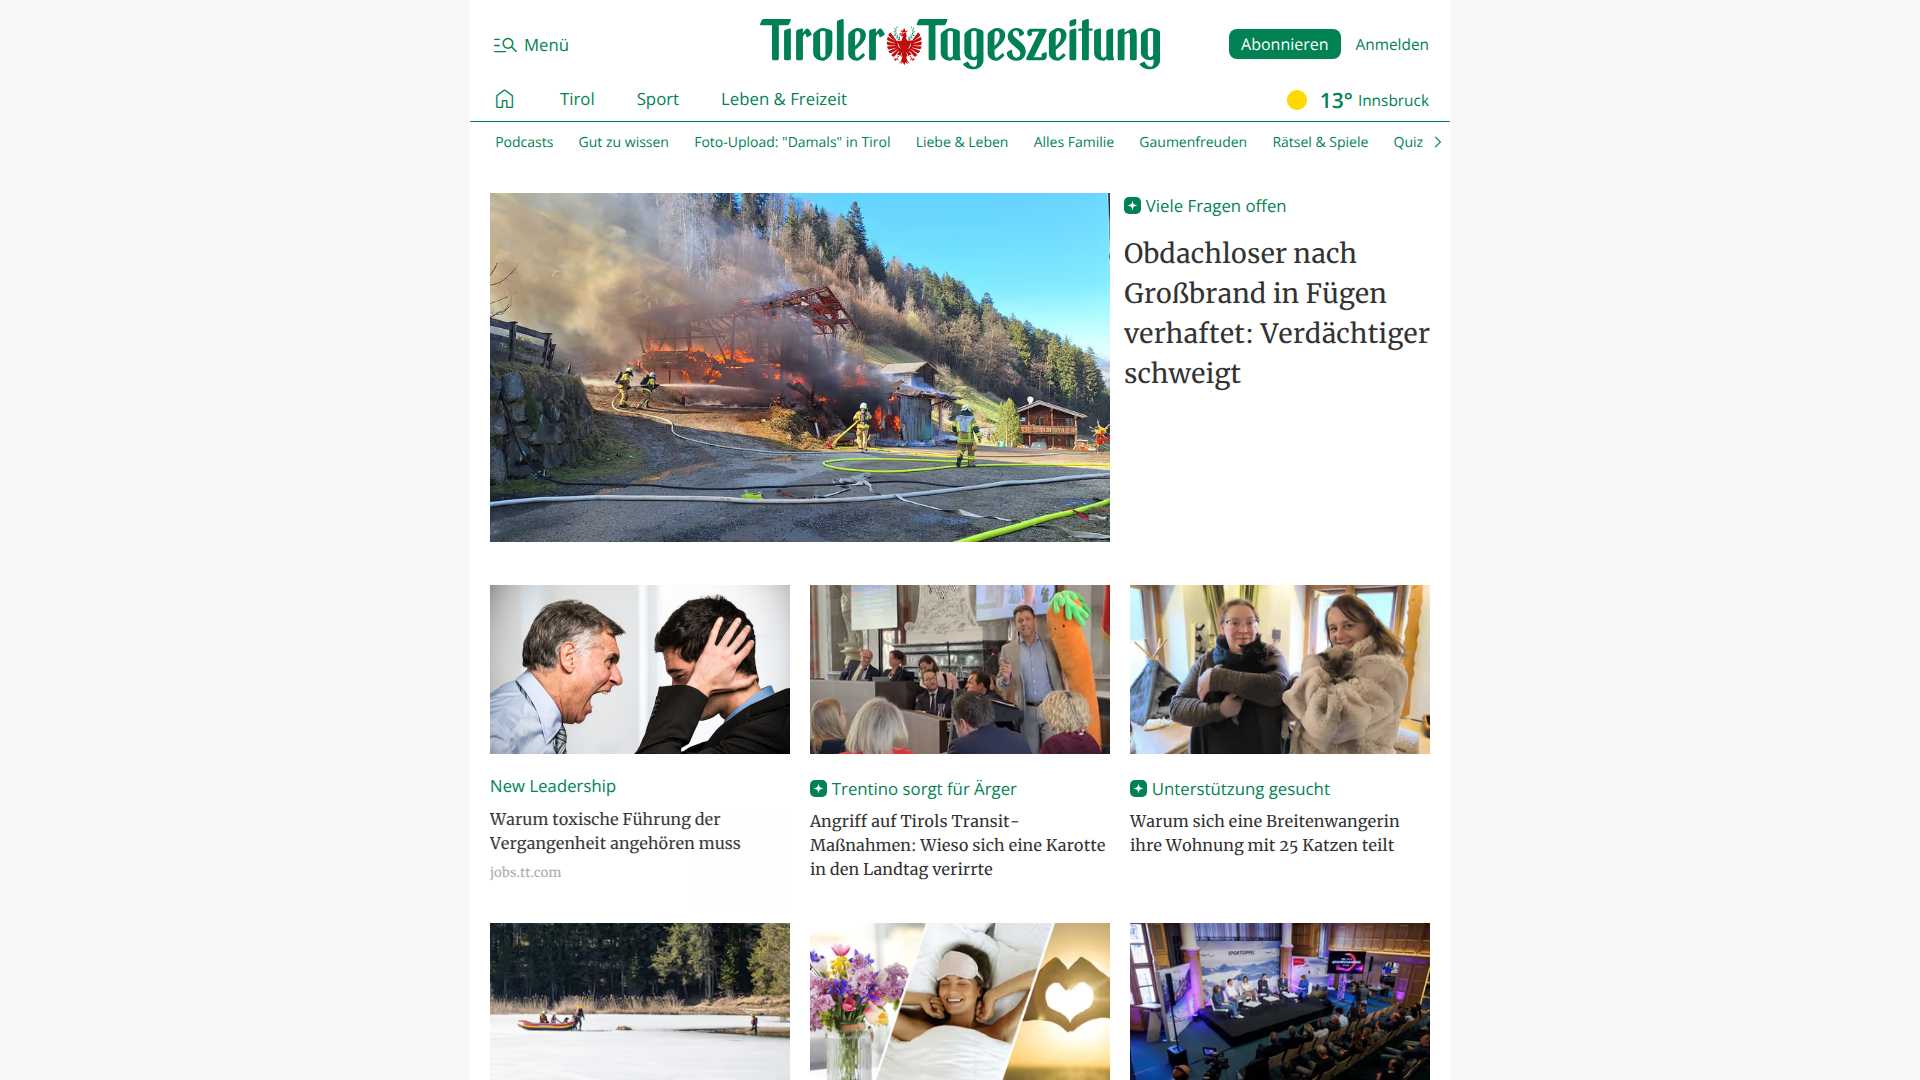 Menü
Tiroler Tageszeitung
Abonnieren
Anmelden
Tirol
Sport
Leben & Freizeit
13° Innsbruck
Podcasts
Gut zu wissen
Foto-Upload: "Damals" in Tirol
Liebe & Leben
Alles Familie
Gaumenfreuden
Rätsel & Spiele
Quiz
Viele Fragen offen
Obdachloser nach
Großbrand in Fügen
verhaftet: Verdächtiger
schweigt
New Leadership
Warum toxische Führung der
Vergangenheit angehören muss
jobs.tt.com
Trentino sorgt für Ärger
Angriff auf Tirols Transit-
Maßnahmen: Wieso sich eine Karotte
in den Landtag verirrte
Unterstützung gesucht
Warum sich eine Breitenwangerin
ihre Wohnung mit 25 Katzen teilt